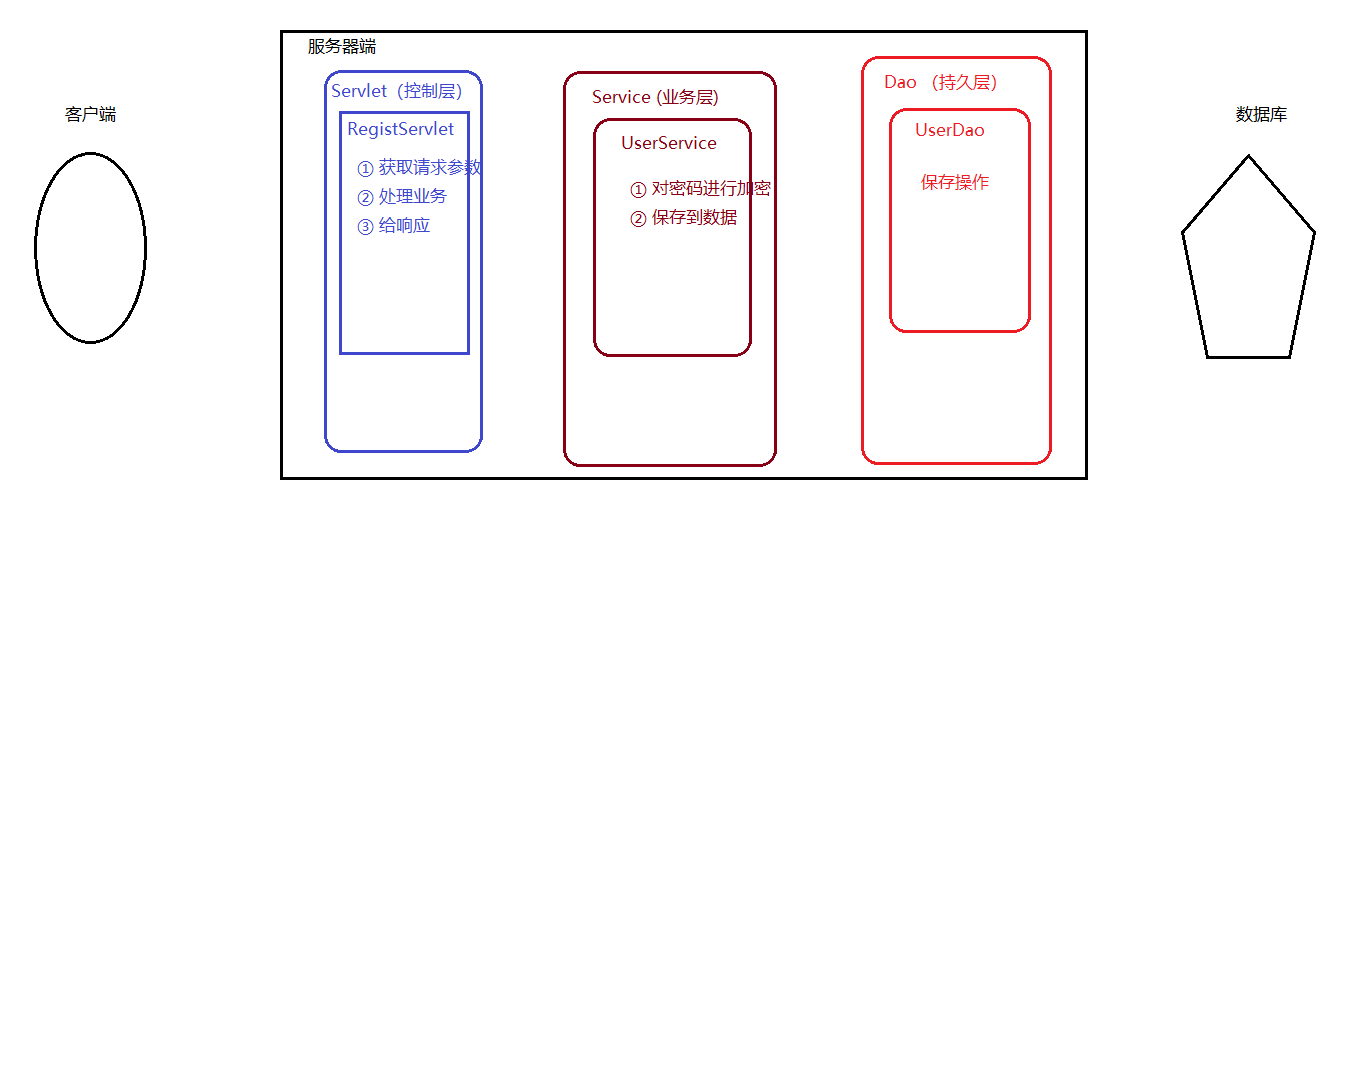 客户端
服务器端
Servlet（控制层）
RegistServlet
① 获取请求参数
② 处理业务
③ 给响应
Service (业务层)
UserService
① 对密码进行加密
② 保存到数据
Dao （持久层）
UserDao
保存操作
数据库